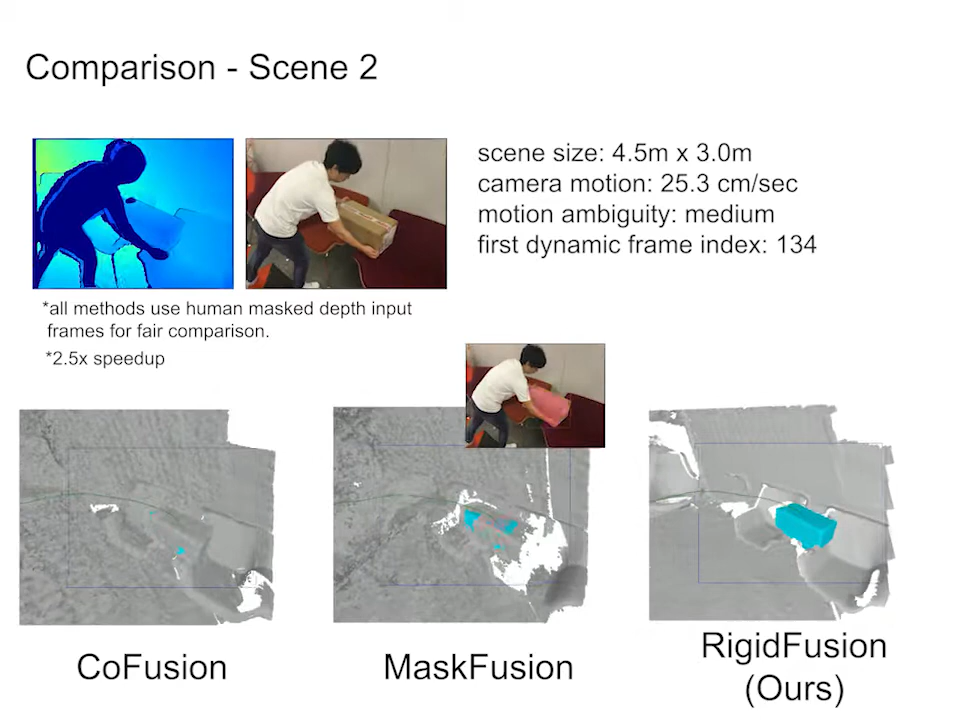 Comparison - Scene 2
scene size: 4.5m x 3.0m
camera motion: 25.3 cm/sec
motion ambiguity: medium
first dynamic frame index: 134
*all methods use human masked depth input
frames for fair comparison.
*2.5x speedup
CoFusion
MaskFusion
RigidFusion
(Ours)